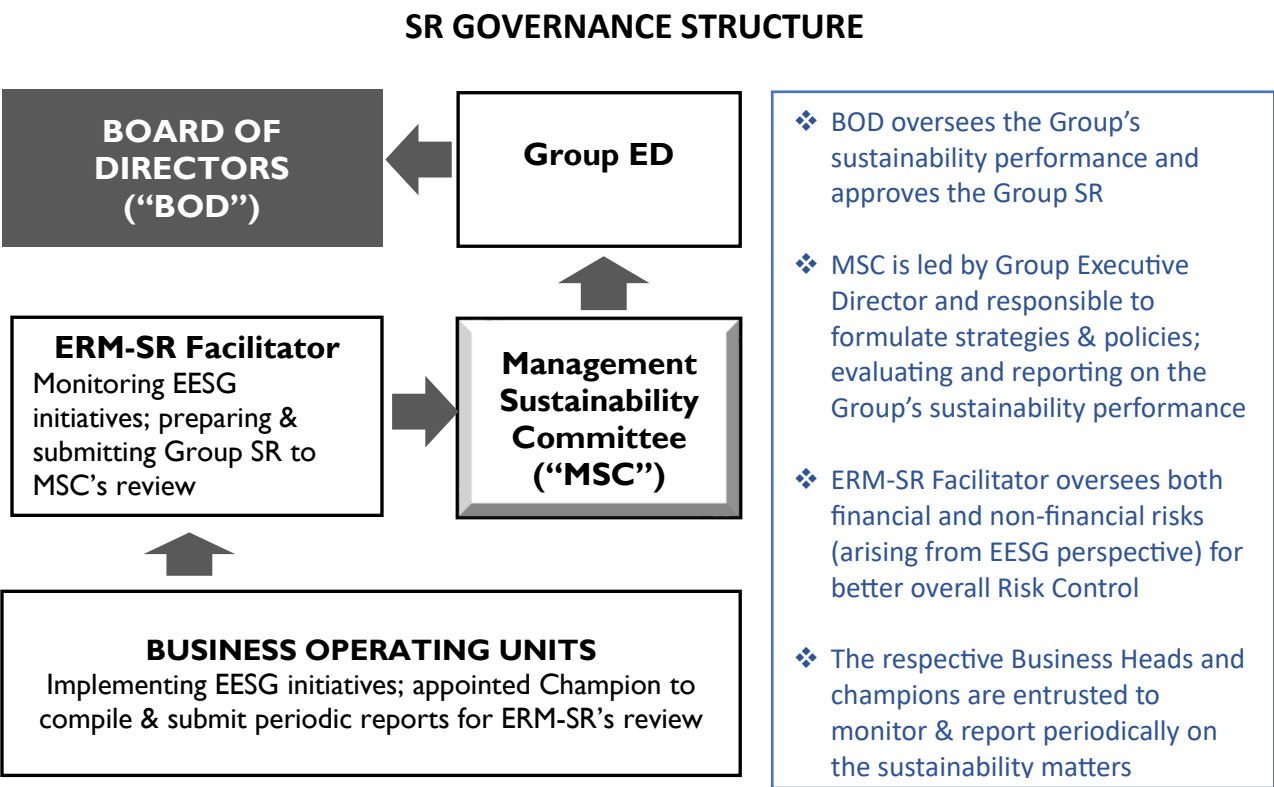 SR GOVERNANCE STRUCTURE
BOARD OF
DIRECTORS
(“BOD”)
Group ED
ERM-SR Facilitator
Monitoring EESG
initiatives; preparing &
submitting Group SR to
MSC’s review
Management
Sustainability
Committee
(“MSC”)
BUSINESS OPERATING UNITS
Implementing EESG initiatives; appointed Champion to
compile & submit periodic reports for ERM-SR’s review
❖ BOD oversees the Group’s
sustainability performance and
approves the Group SR
❖ MSC is led by Group Executive
Director and responsible to
formulate strategies & policies;
evaluating and reporting on the
Group’s sustainability performance
❖ ERM-SR Facilitator oversees both
financial and non-financial risks
(arising from EESG perspective) for
better overall Risk Control
❖ The respective Business Heads and
champions are entrusted to
monitor & report periodically on
the sustainability matters